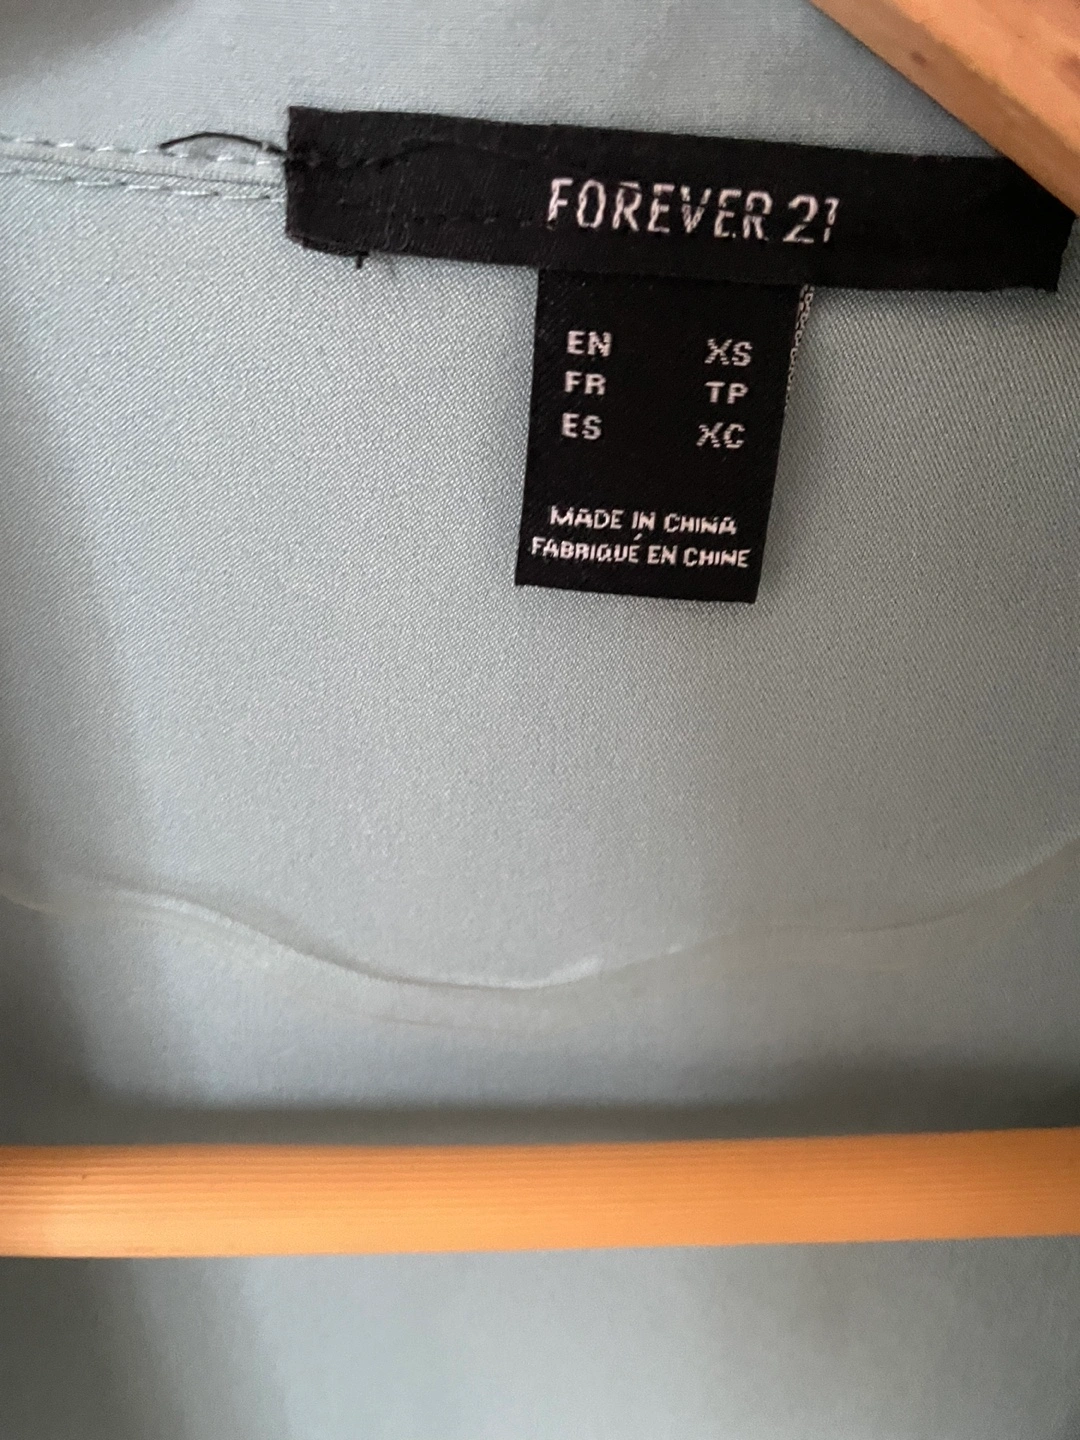 FOREVER 21
EN XS
FR TP
ES XC
MADE IN CHINA
FABRIQUÉ EN CHINE